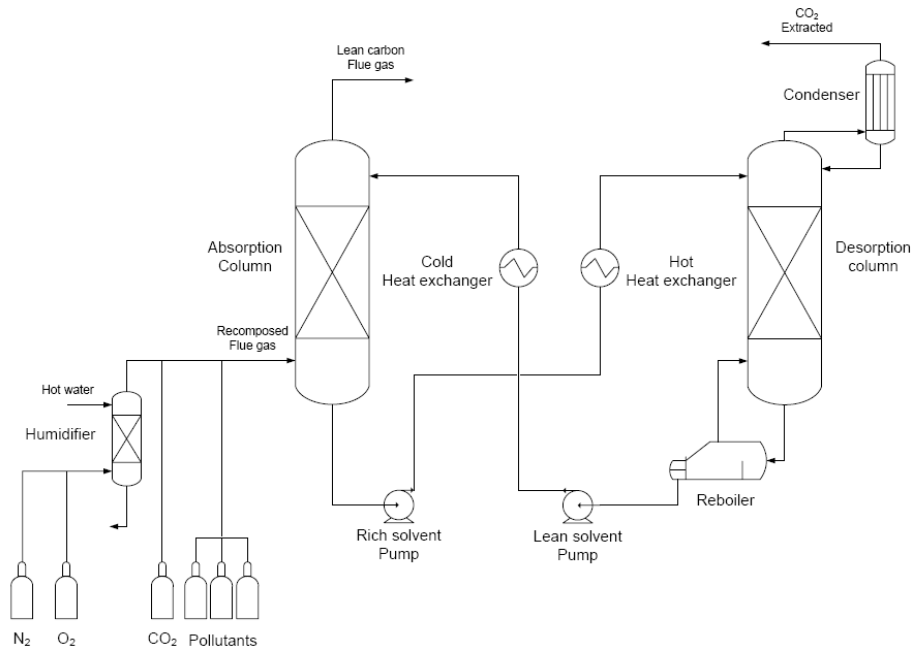 CO₂
Extracted
Lean carbon
Flue gas
Condenser
Absorption
Column
Cold
Heat exchanger
Hot
Heat exchanger
Desorption
column
Recomposed
Flue gas
Hot water
Humidifier
Reboiler
Rich solvent
Pump
Lean solvent
Pump
N₂
O₂
CO₂
Pollutants